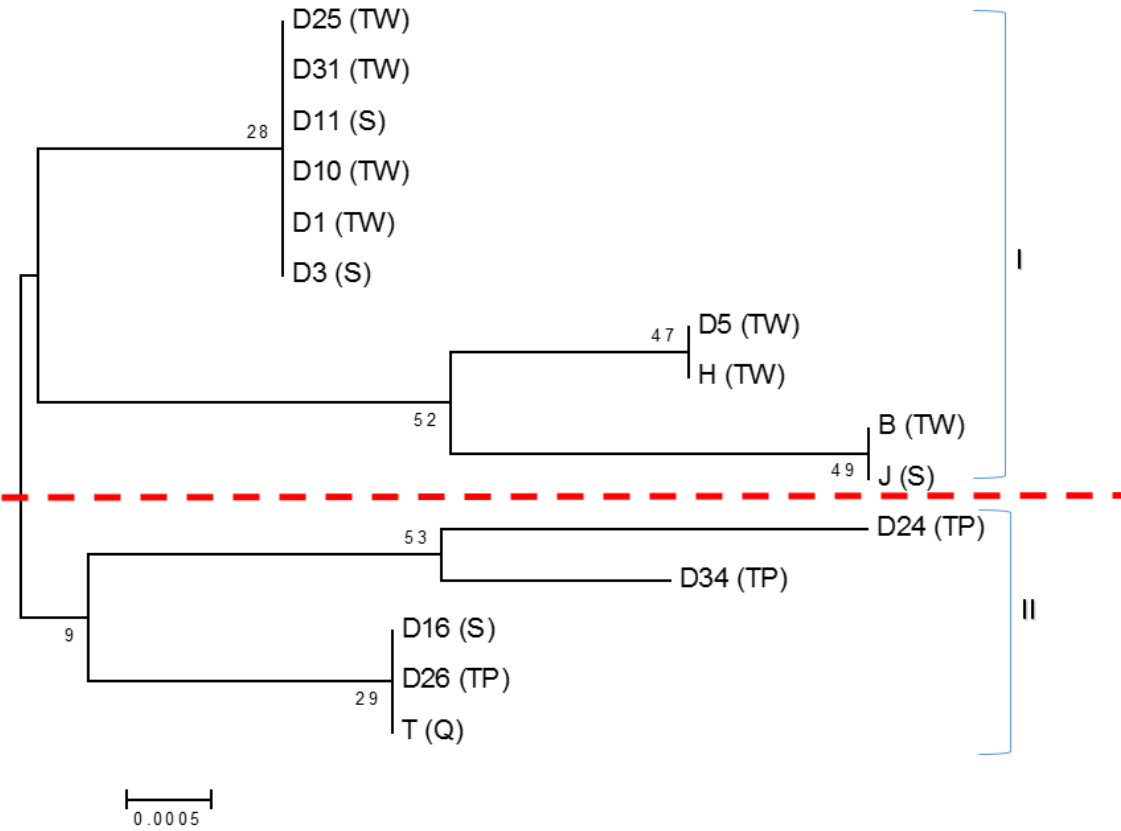 D25 (TW)
D31 (TW)
D11 (S)
28
D10 (TW)
D1 (TW)
D3 (S)
I
D5 (TW)
47
H (TW)
52
B (TW)
49
J (S)
D24 (TP)
53
D34 (TP)
II
D16 (S)
9
D26 (TP)
29
T (Q)
0.0005